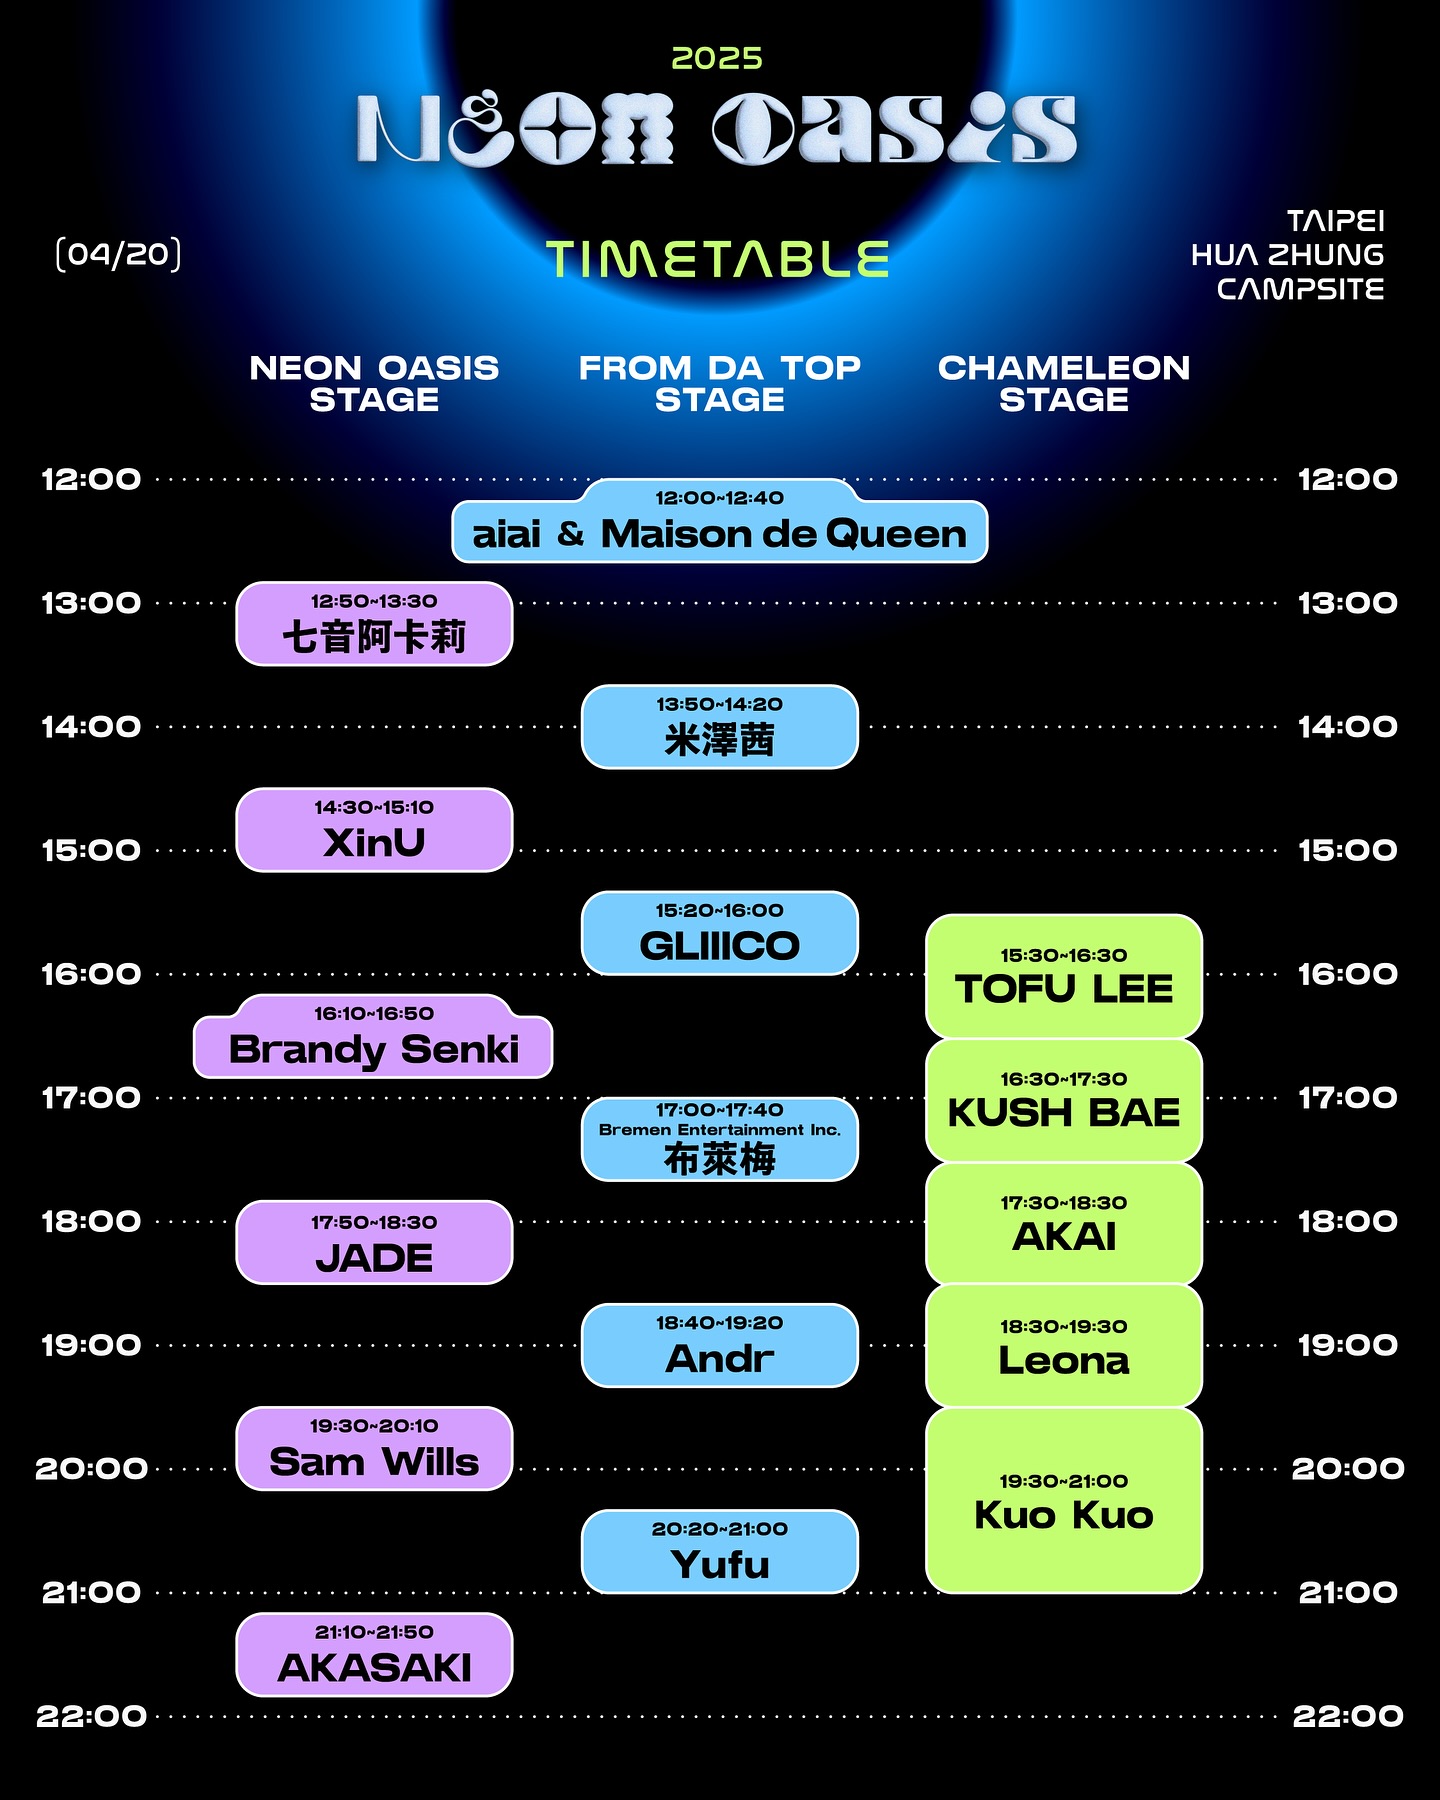 2025
Neon Oasis
(04/20)
TIMETABLE
TAIPEI
HUA ZHUNG
CAMPSITE
NEON OASIS
STAGE
FROM DA TOP
STAGE
CHAMELEON
STAGE
12:00
12:00
12:00~12:40
aiai & Maison de Queen
13:00
13:00
12:50~13:30
七音阿卡莉
13:50~14:20
米澤茜
14:00
14:00
14:30~15:10
XinU
15:00
15:00
15:20~16:00
GLIIICO
15:30~16:30
TOFU LEE
16:00
16:00
16:10~16:50
Brandy Senki
16:30~17:30
KUSH BAE
17:00
17:00
17:00~17:40
Bremen Entertainment Inc.
布萊梅
17:30~18:30
AKAI
18:00
18:00
17:50~18:30
JADE
18:40~19:20
Andr
18:30~19:30
Leona
19:00
19:00
19:30~20:10
Sam Wills
20:00
20:00
19:30~21:00
Kuo Kuo
20:20~21:00
Yufu
21:00
21:00
21:10~21:50
AKASAKI
22:00
22:00